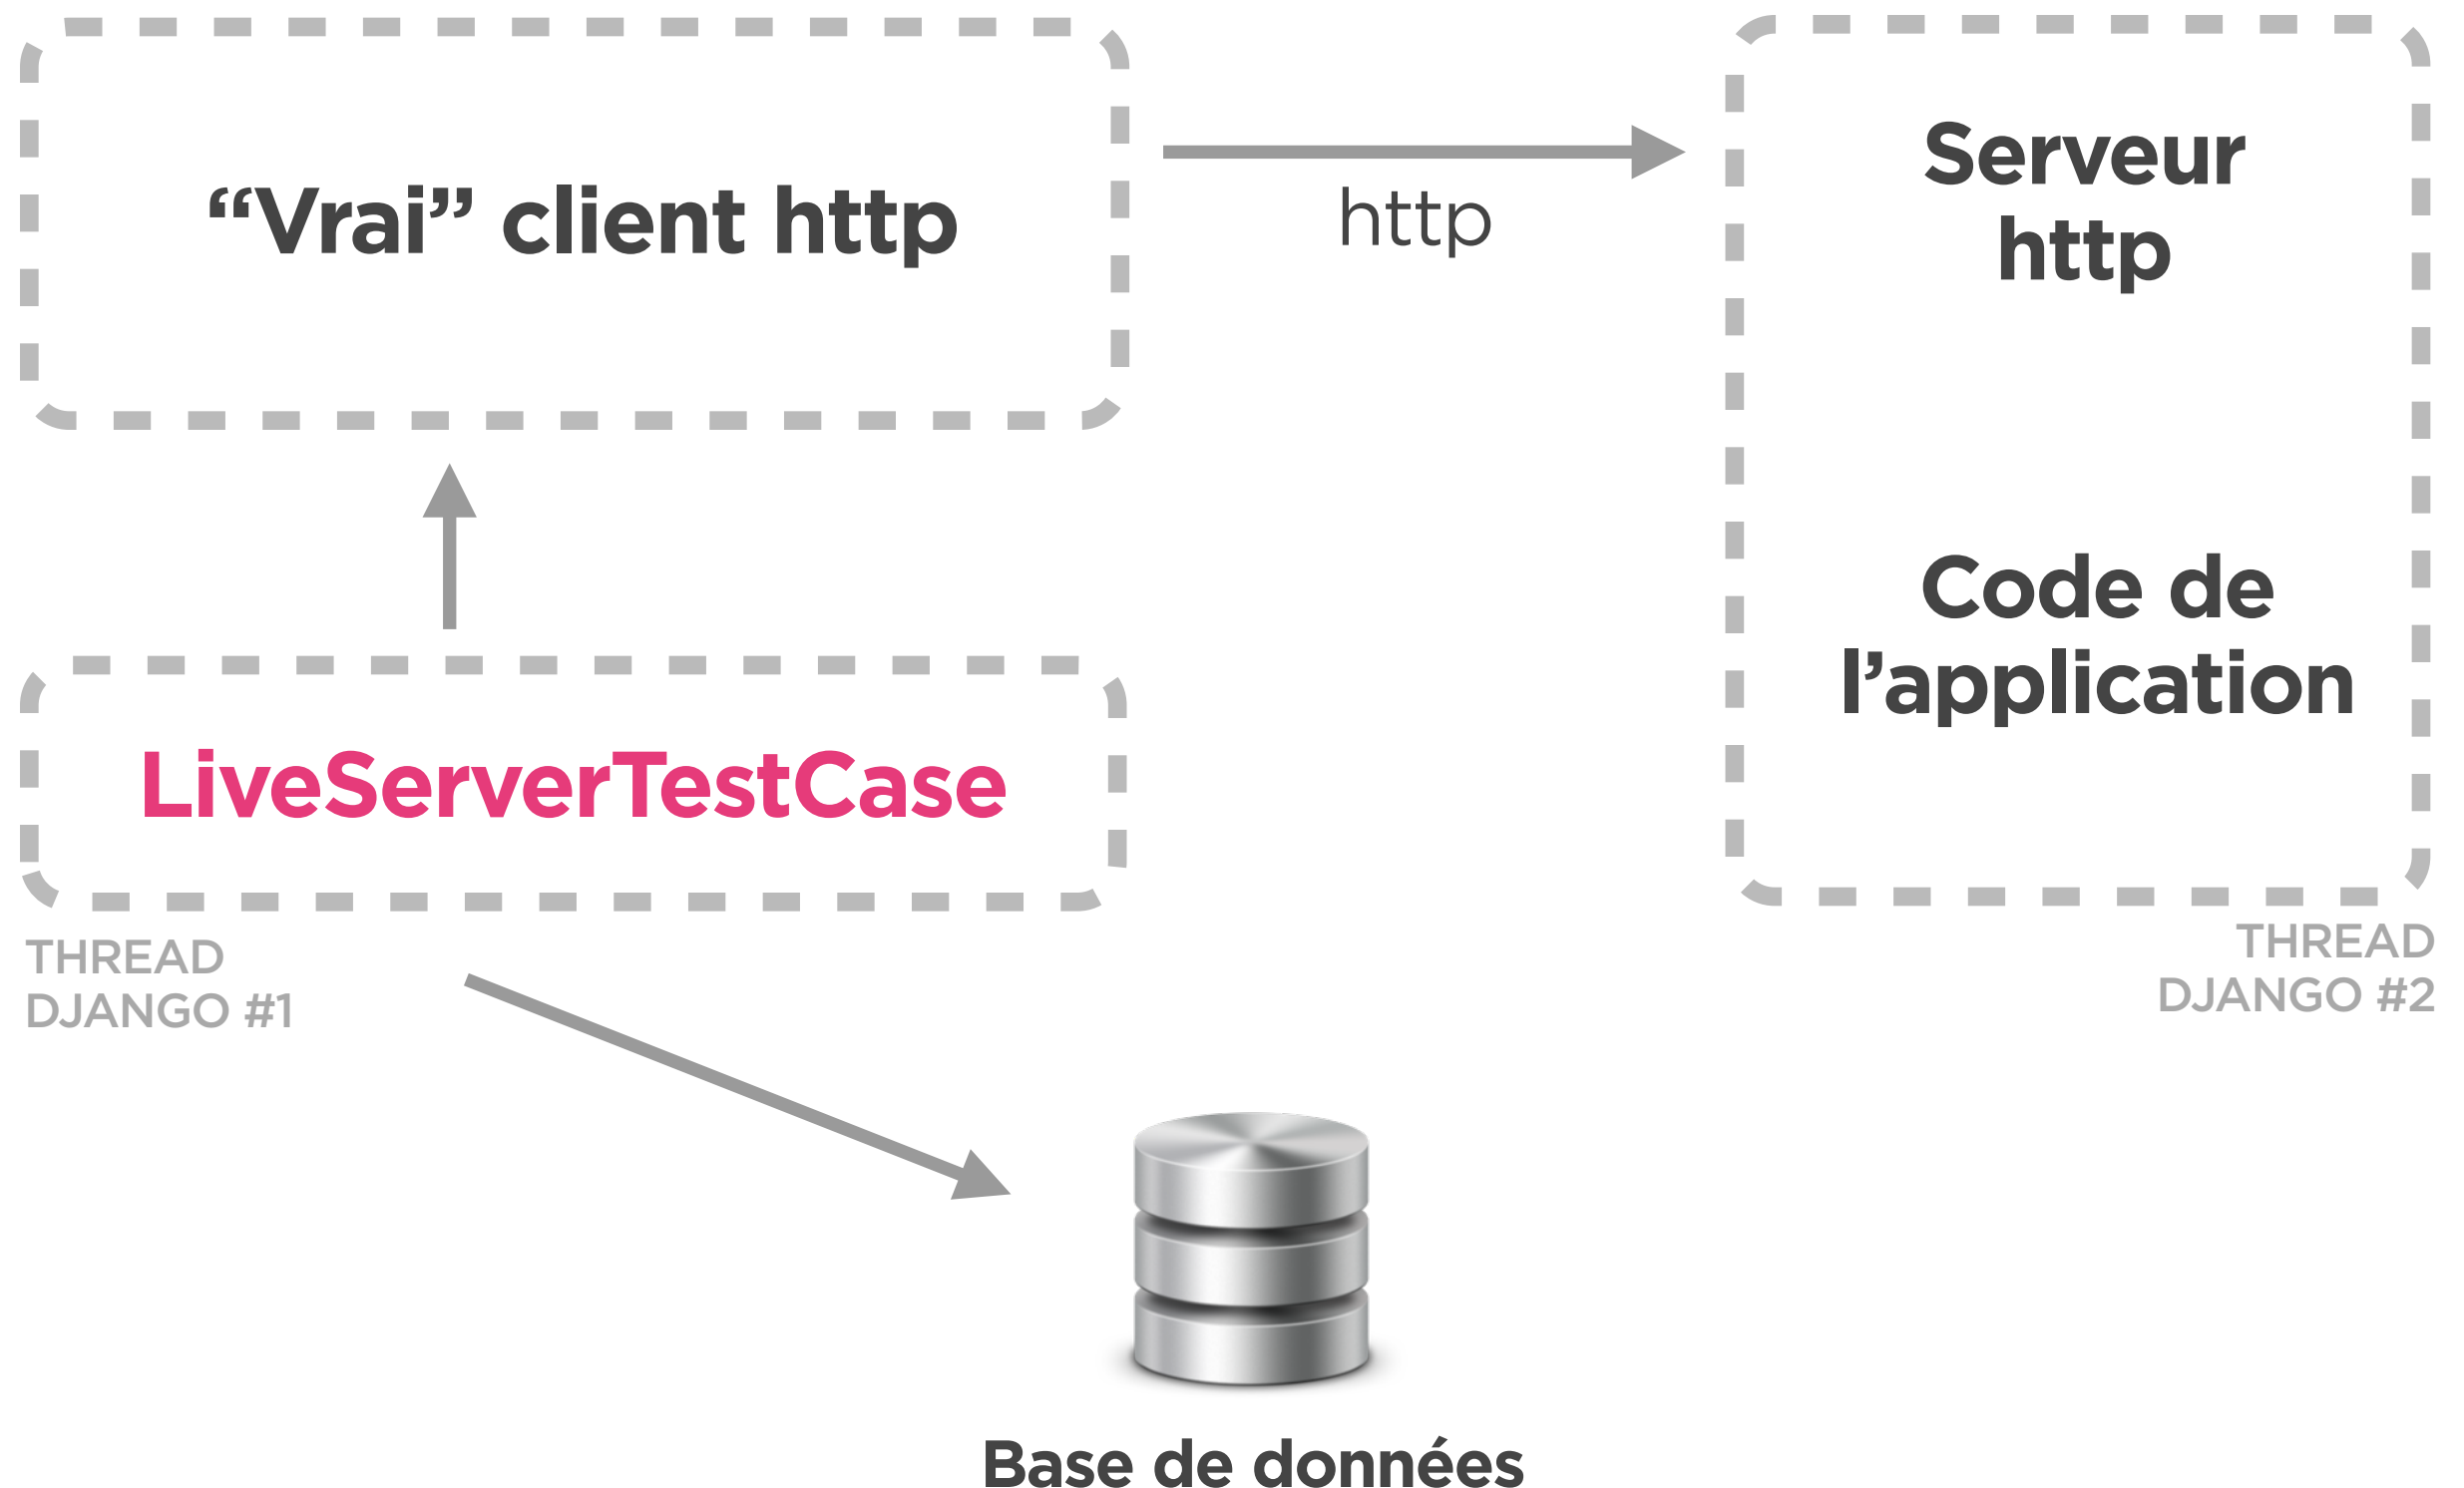 “Vrai” client http
http
Serveur
http
Code de
l’application
LiveServerTestCase
THREAD
DJANGO #1
THREAD
DJANGO #2
Base de données